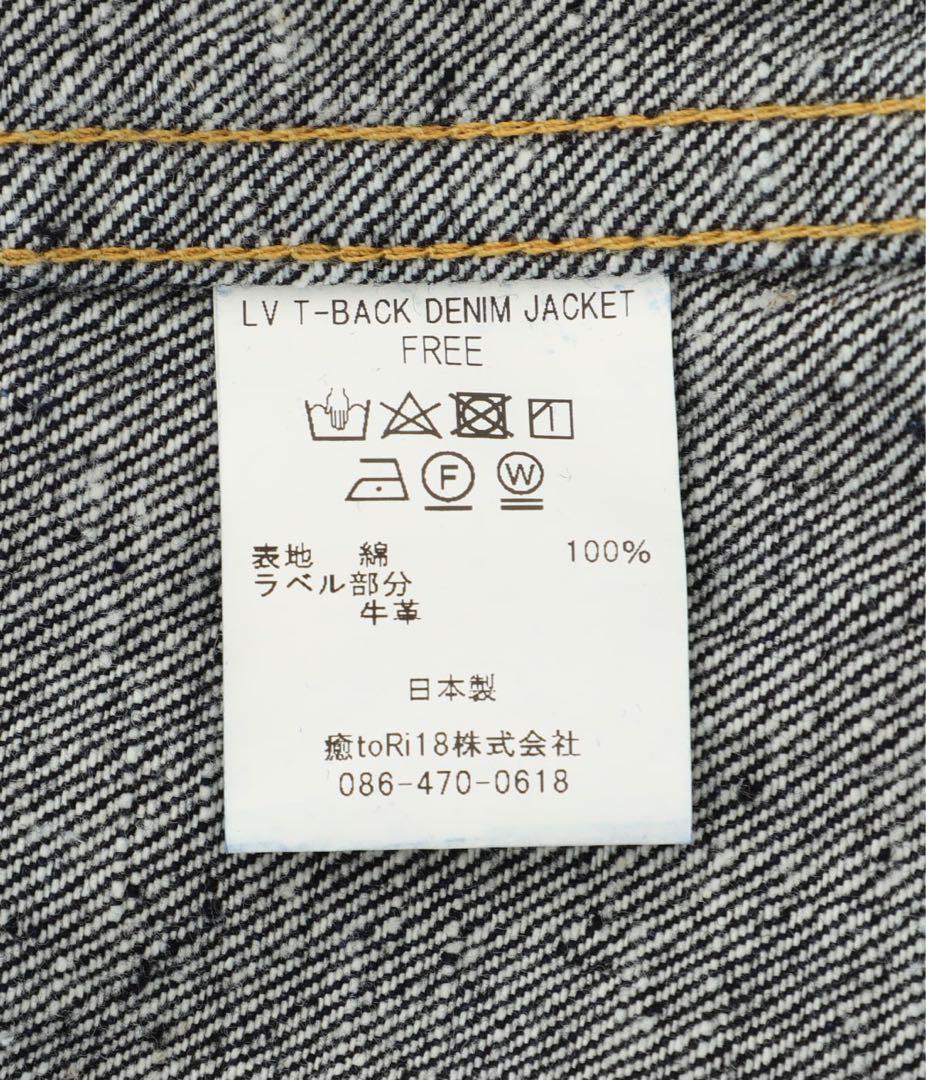 LV T-BACK DENIM JACKET
FREE
F W
表地 綿 100%
ラベル部分
牛革
日本製
癒toRi18株式会社
086-470-0618